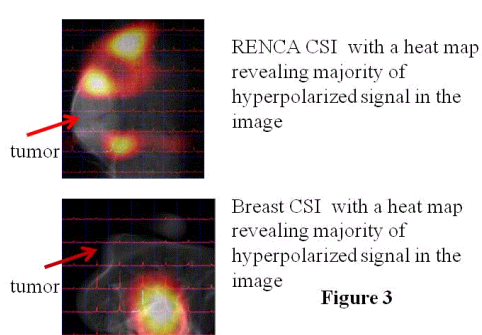 RENCA CSI with a heat map
revealing majority of
hyperpolarized signal in the
image
tumor
Breast CSI with a heat map
revealing majority of
hyperpolarized signal in the
image
tumor
Figure 3